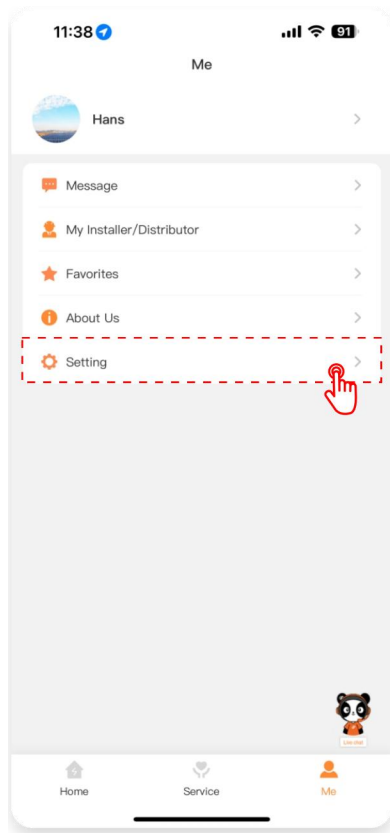 11:38
91
Me
Hans
Message
My Installer/Distributor
Favorites
About Us
Setting
Live chat
Home
Service
Me